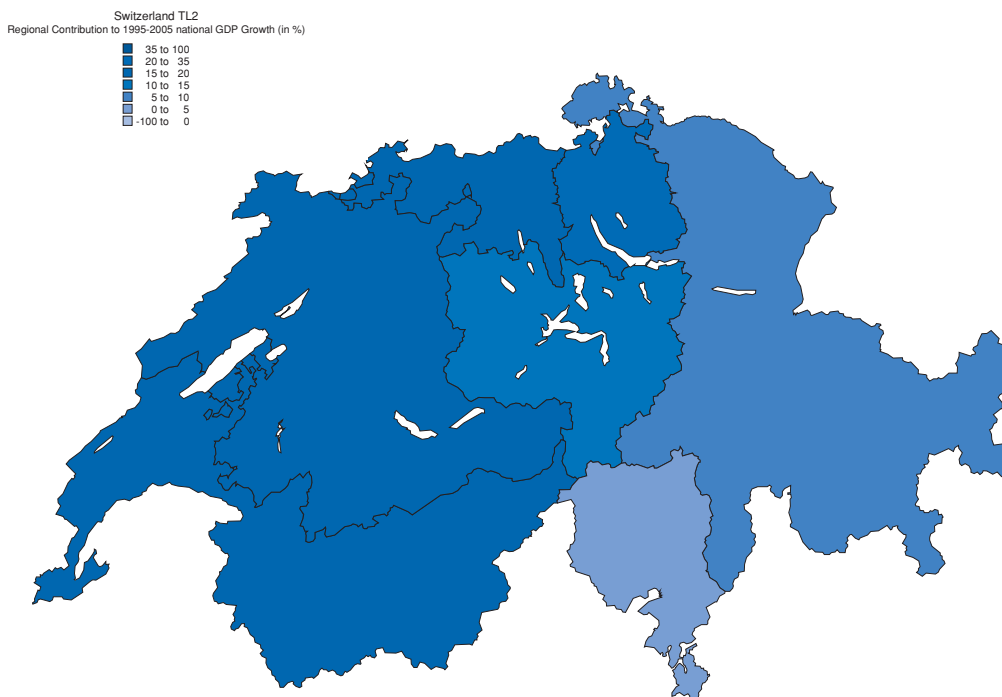 Switzerland TL2
Regional Contribution to 1995-2005 national GDP Growth (in %)
35 to 100
20 to 35
15 to 20
10 to 15
5 to 10
0 to 5
-100 to 0